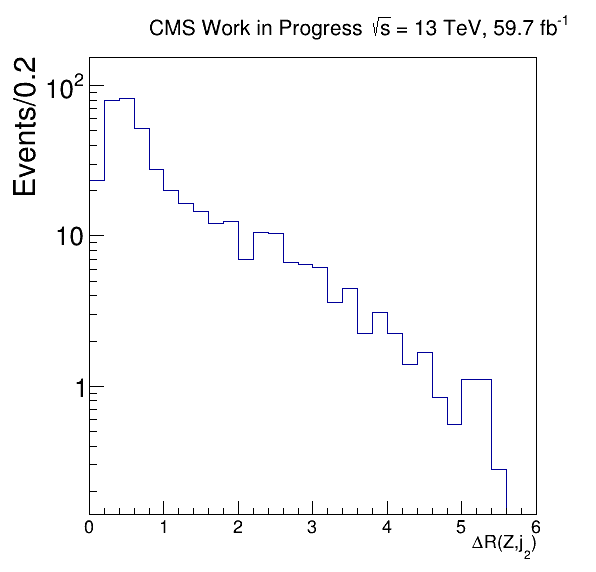 CMS Work in Progress √s = 13 TeV, 59.7 fb⁻¹
Events/0.2
10²
10
1
0 1 2 3 4 5 6
ΔR(Z,j₂)